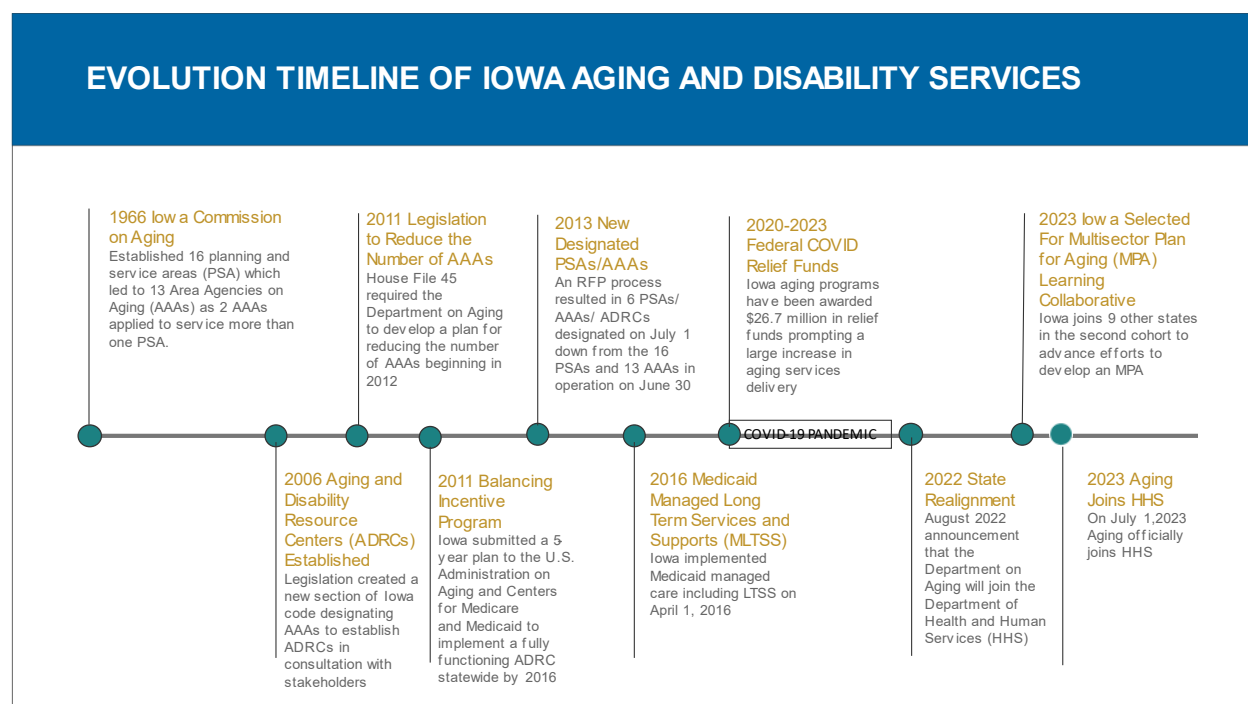 EVOLUTION TIMELINE OF IOWA AGING AND DISABILITY SERVICES
1966 Iowa Commission
on Aging
Established 16 planning and
service areas (PSA) which
led to 13 Area Agencies on
Aging (AAAs) as 2 AAAs
applied to service more than
one PSA.
2011 Legislation
to Reduce the
Number of AAAs
House File 45
required the
Department on Aging
to develop a plan for
reducing the number
of AAAs beginning in
2012
2013 New
Designated
PSAs/AAAs
An RFP process
resulted in 6 PSAs/
AAAs/ ADRCs
designated on July 1
down from the 16
PSAs and 13 AAAs in
operation on June 30
2020-2023
Federal COVID
Relief Funds
Iowa aging programs
have been awarded
$26.7 million in relief
funds prompting a
large increase in
aging services
delivery
2023 Iowa Selected
For Multisector Plan
for Aging (MPA)
Learning
Collaborative
Iowa joins 9 other states
in the second cohort to
advance efforts to
develop an MPA
COVID-19 PANDEMIC
2006 Aging and
Disability
Resource
Centers (ADRCs)
Established
Legislation created a
new section of Iowa
code designating
AAAs to establish
ADRCs in
consultation with
stakeholders
2011 Balancing
Incentive
Program
Iowa submitted a 5-
year plan to the U.S.
Administration on
Aging and Centers
for Medicare
and Medicaid to
implement a fully
functioning ADRC
statewide by 2016
2016 Medicaid
Managed Long
Term Services and
Supports (MLTSS)
Iowa implemented
Medicaid managed
care including LTSS on
April 1, 2016
2022 State
Realignment
August 2022
announcement
that the
Department on
Aging will join the
Department of
Health and Human
Services (HHS)
2023 Aging
Joins HHS
On July 1,2023
Aging officially
joins HHS